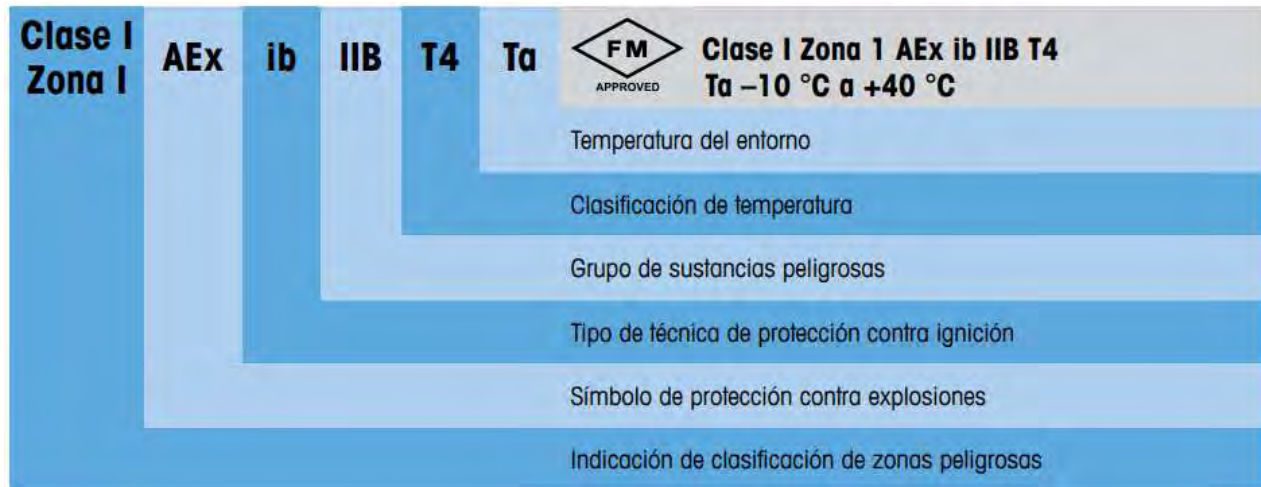 Clase I
Zona I
AEx
ib
IIB
T4
Ta
FM
APPROVED
Clase I Zona 1 AEx ib IIB T4
Ta –10 °C a +40 °C
Temperatura del entorno
Clasificación de temperatura
Grupo de sustancias peligrosas
Tipo de técnica de protección contra ignición
Símbolo de protección contra explosiones
Indicación de clasificación de zonas peligrosas